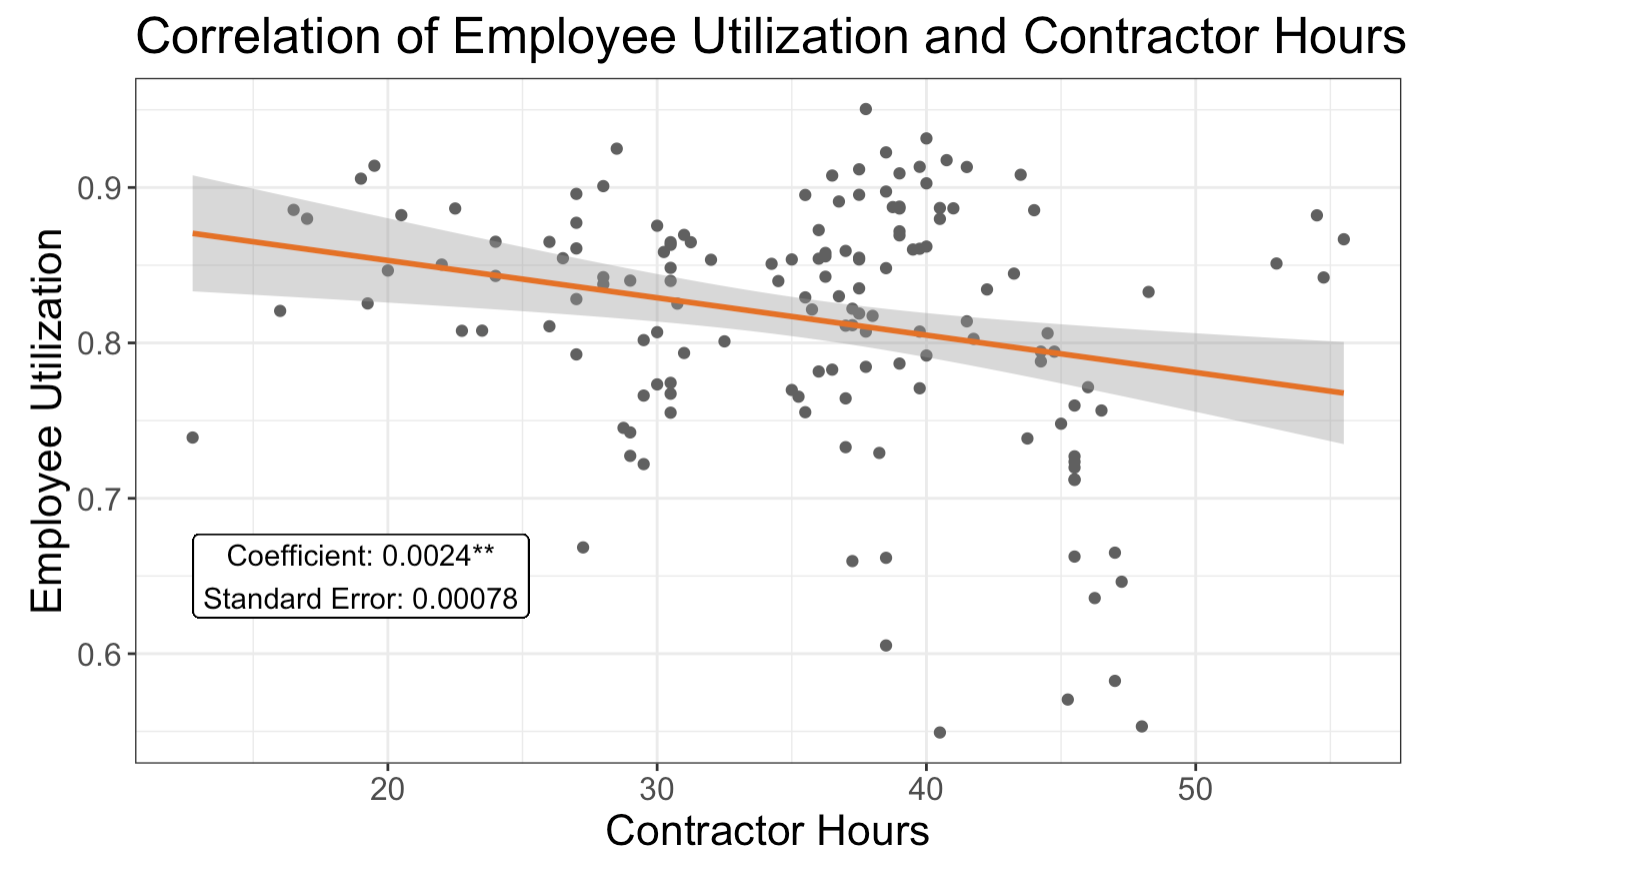 Correlation of Employee Utilization and Contractor Hours
Employee Utilization
0.9
0.8
0.7
0.6
Coefficient: 0.0024**
Standard Error: 0.00078
20 30 40 50
Contractor Hours